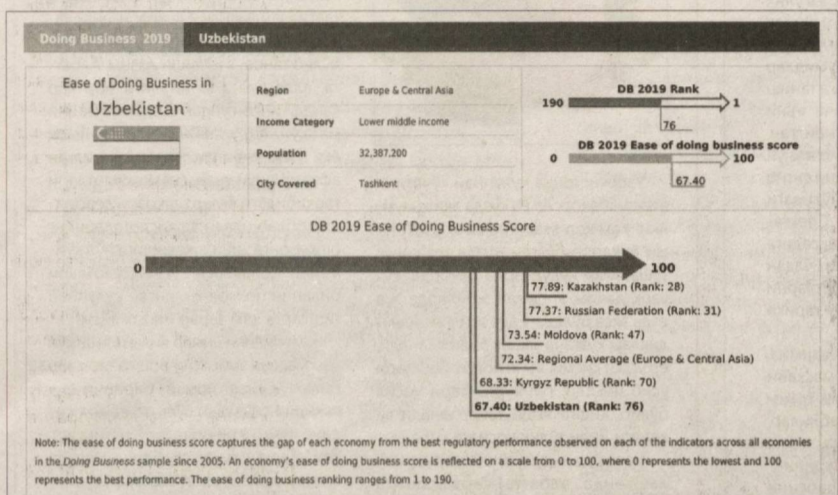 Doing Business 2019 Uzbekistan
Ease of Doing Business in
Uzbekistan
Region Europe & Central Asia
Income Category Lower middle income
Population 32,387,200
City Covered Tashkent
DB 2019 Rank
190 1
76
DB 2019 Ease of doing business score
0 100
67.40
DB 2019 Ease of Doing Business Score
0 100
77.89: Kazakhstan (Rank: 28)
77.37: Russian Federation (Rank: 31)
73.54: Moldova (Rank: 47)
72.34: Regional Average (Europe & Central Asia)
68.33: Kyrgyz Republic (Rank: 70)
67.40: Uzbekistan (Rank: 76)
Note: The ease of doing business score captures the gap of each economy from the best regulatory performance observed on each of the indicators across all economies
in the Doing Business sample since 2005. An economy's ease of doing business score is reflected on a scale from 0 to 100, where 0 represents the lowest and 100
represents the best performance. The ease of doing business ranking ranges from 1 to 190.